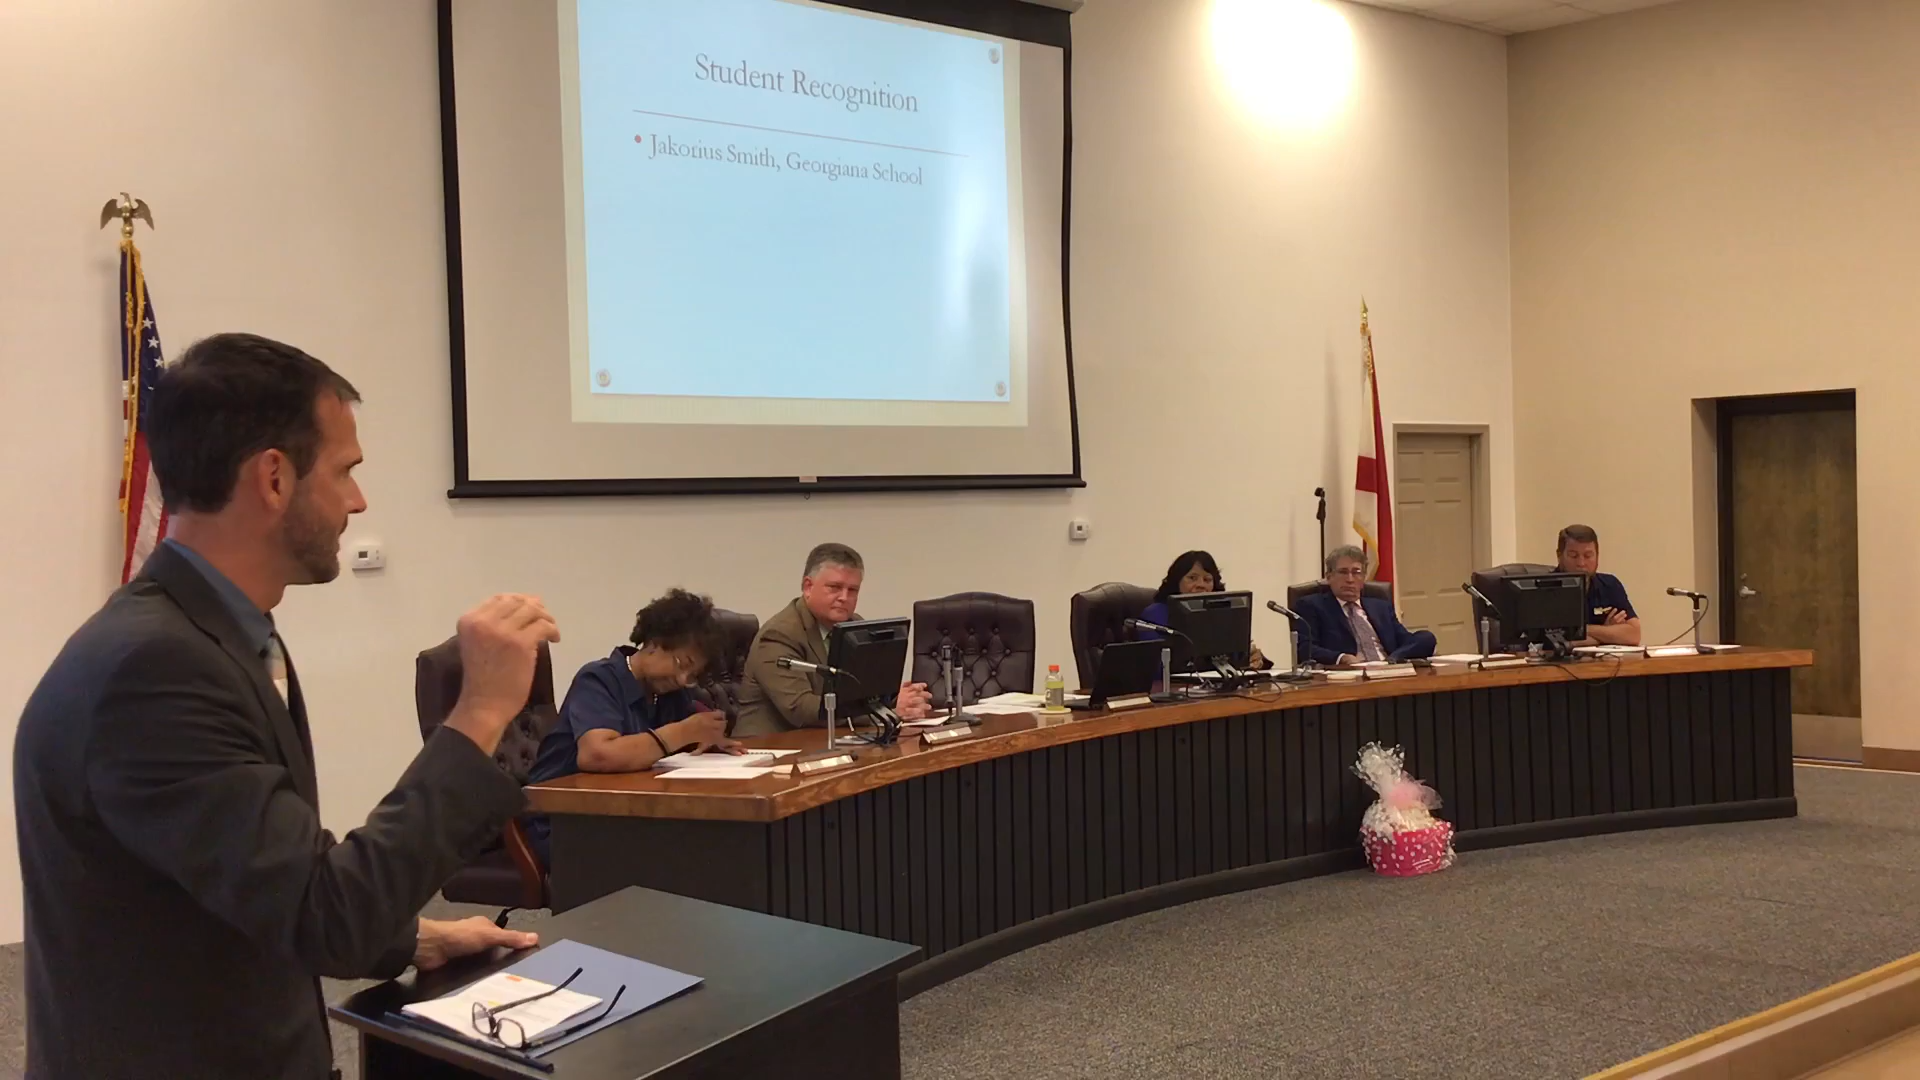 Student Recognition
• Jakorius Smith, Georgiana School